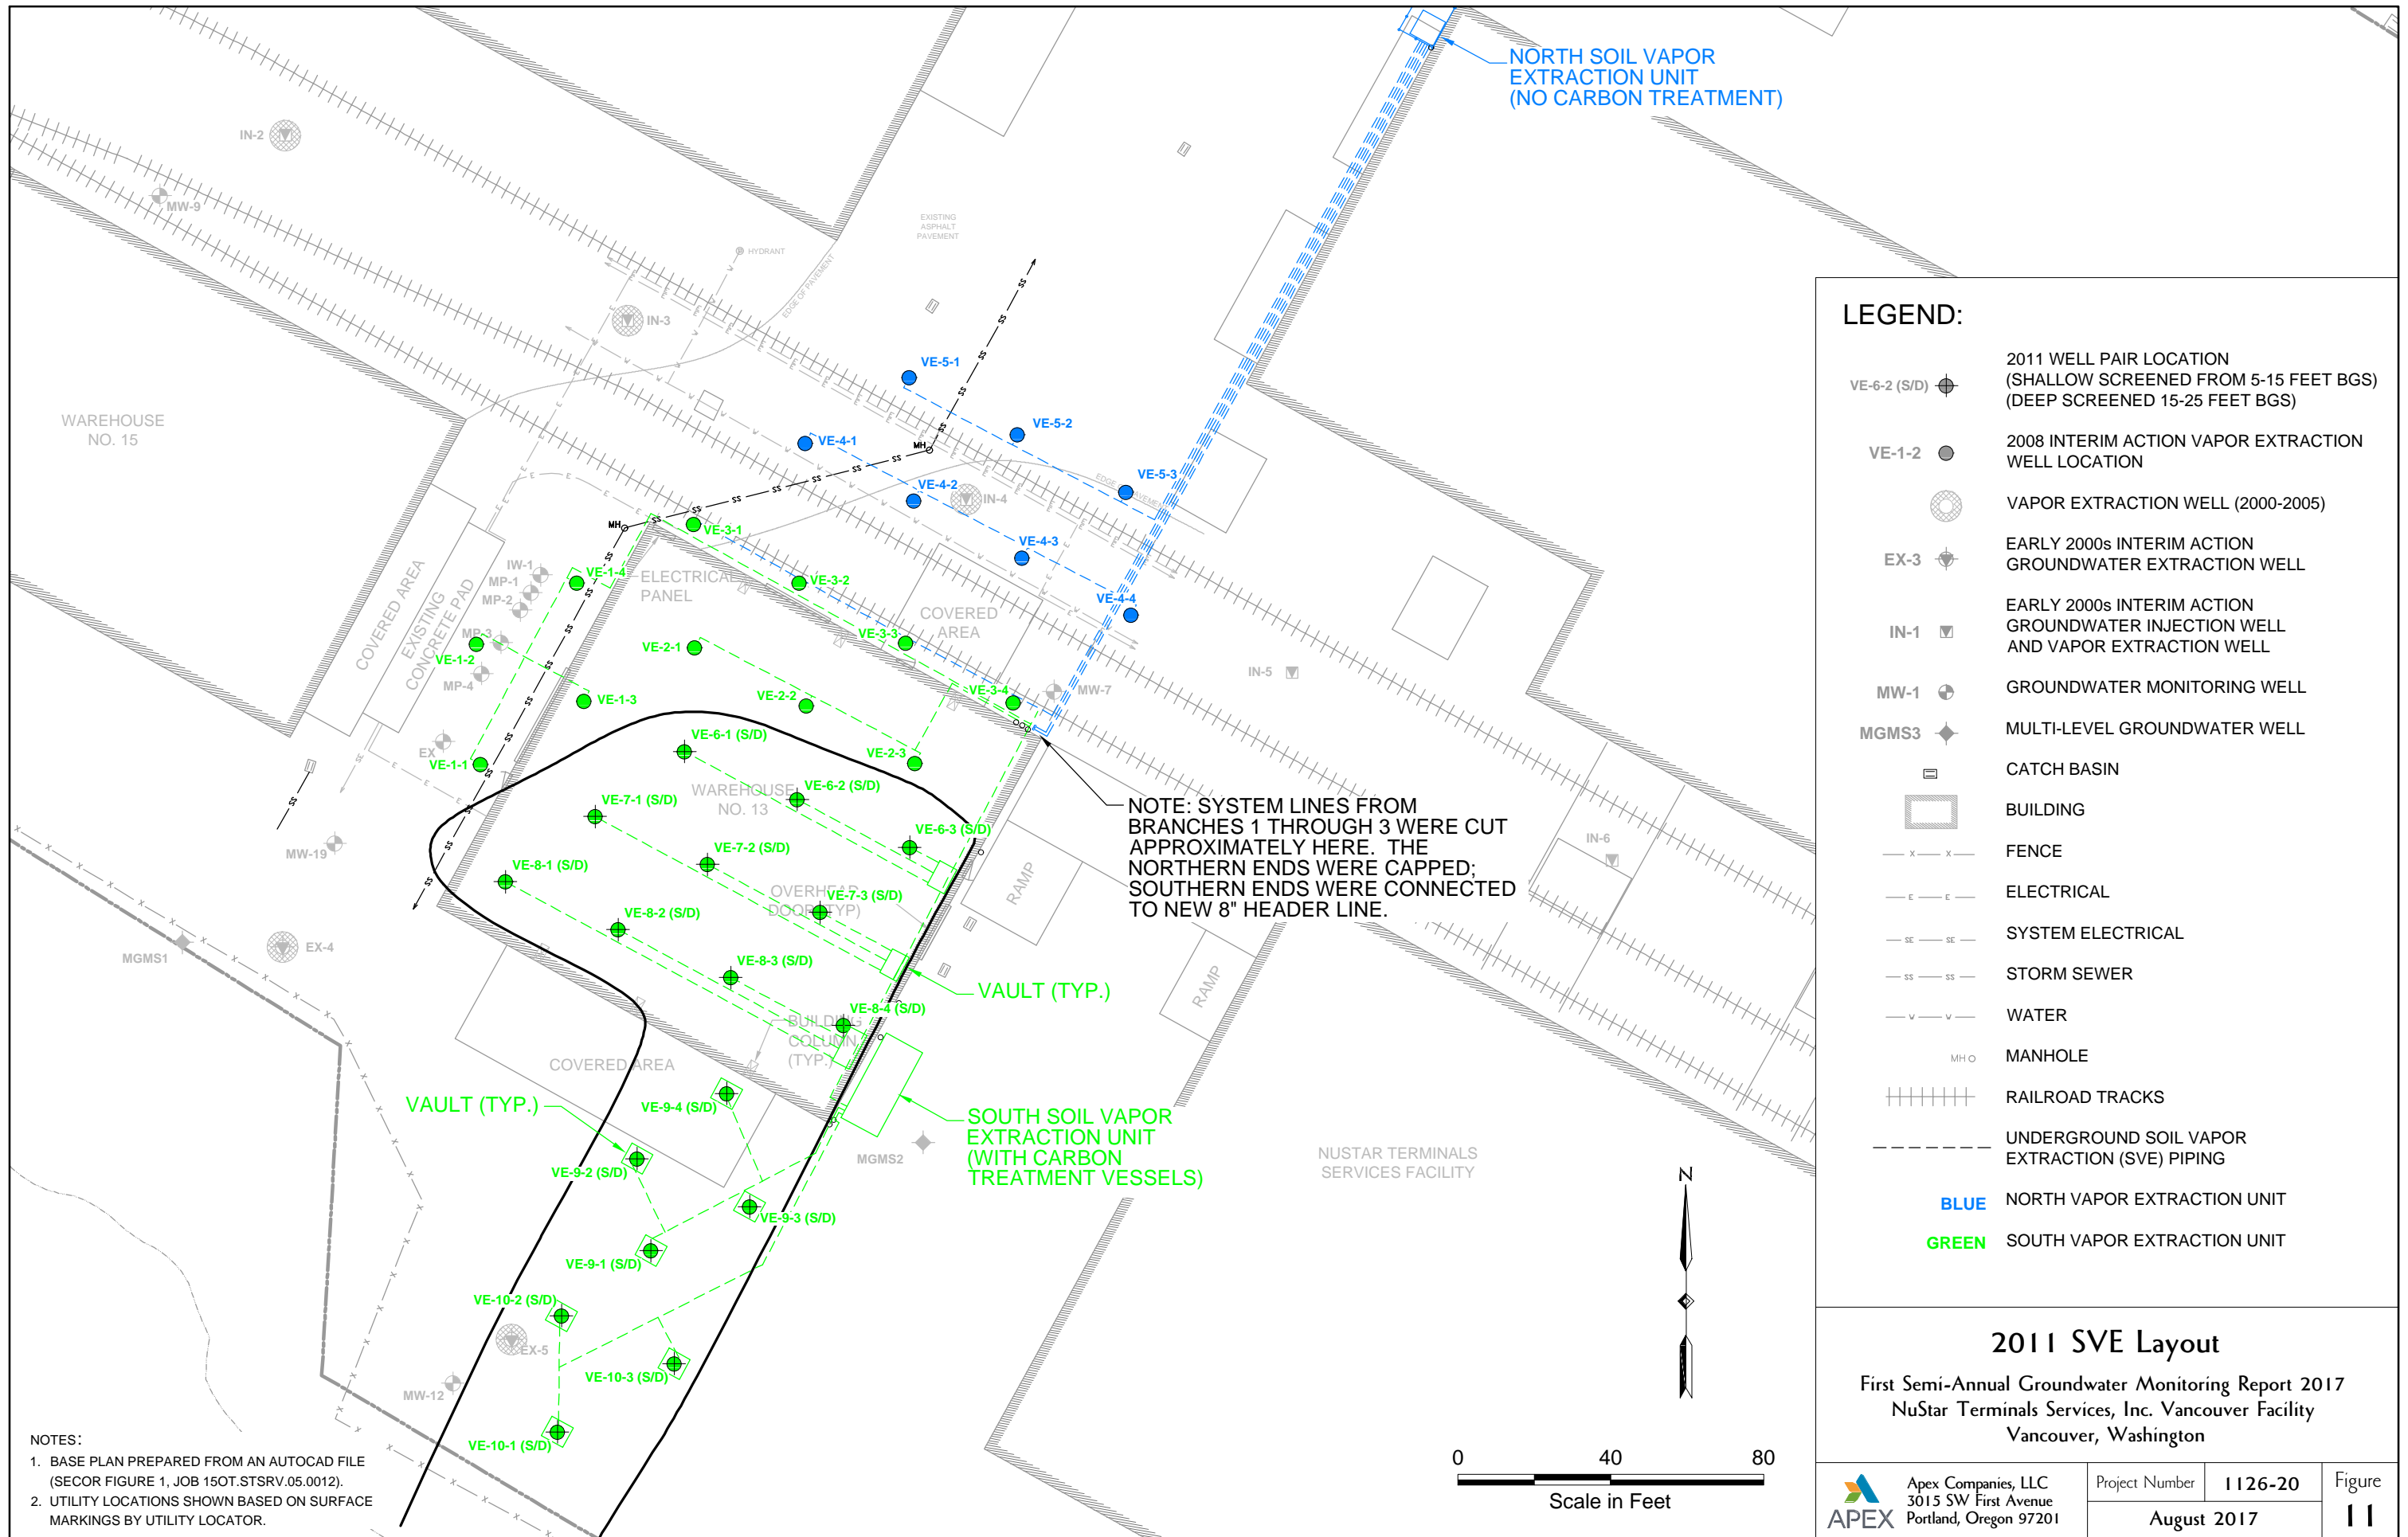 NORTH SOIL VAPOR
EXTRACTION UNIT
(NO CARBON TREATMENT)
IN-2
MW-9
EXISTING
ASPHALT
PAVEMENT
HYDRANT
EDGE OF PAVEMENT
IN-3
WAREHOUSE
NO. 15
VE-5-1
VE-5-2
VE-5-3
VE-4-1
MH
VE-4-2
IN-4
EDGE OF PAVEMENT
VE-4-3
VE-4-4
MH
VE-3-1
VE-3-2
VE-3-3
VE-3-4
COVERED
AREA
ELECTRICAL
PANEL
IW-1
MP-1
MP-2
MP-3
MP-4
VE-1-4
VE-1-2
VE-1-3
VE-1-1
COVERED AREA
EXISTING
CONCRETE PAD
EX
VE-2-1
VE-2-2
VE-2-3
MW-7
IN-5
IN-6
VE-6-1 (S/D)
VE-6-2 (S/D)
VE-6-3 (S/D)
WAREHOUSE
NO. 13
VE-7-1 (S/D)
VE-7-2 (S/D)
VE-7-3 (S/D)
OVERHEAD
DOOR (TYP)
VE-8-1 (S/D)
VE-8-2 (S/D)
VE-8-3 (S/D)
VE-8-4 (S/D)
NOTE: SYSTEM LINES FROM
BRANCHES 1 THROUGH 3 WERE CUT
APPROXIMATELY HERE. THE
NORTHERN ENDS WERE CAPPED;
SOUTHERN ENDS WERE CONNECTED
TO NEW 8" HEADER LINE.
RAMP
RAMP
MW-19
MGMS1
EX-4
VAULT (TYP.)
BUILDING
COLUMN
(TYP.)
COVERED AREA
VAULT (TYP.)
VE-9-4 (S/D)
VE-9-2 (S/D)
VE-9-3 (S/D)
VE-9-1 (S/D)
SOUTH SOIL VAPOR
EXTRACTION UNIT
(WITH CARBON
TREATMENT VESSELS)
MGMS2
NUSTAR TERMINALS
SERVICES FACILITY
VE-10-2 (S/D)
EX-5
VE-10-3 (S/D)
MW-12
VE-10-1 (S/D)
N
NOTES:
1. BASE PLAN PREPARED FROM AN AUTOCAD FILE
(SECOR FIGURE 1, JOB 15OT.STSRV.05.0012).
2. UTILITY LOCATIONS SHOWN BASED ON SURFACE
MARKINGS BY UTILITY LOCATOR.
0 40 80
Scale in Feet
LEGEND:
VE-6-2 (S/D) 2011 WELL PAIR LOCATION
(SHALLOW SCREENED FROM 5-15 FEET BGS)
(DEEP SCREENED 15-25 FEET BGS)
VE-1-2 2008 INTERIM ACTION VAPOR EXTRACTION
WELL LOCATION
VAPOR EXTRACTION WELL (2000-2005)
EX-3 EARLY 2000s INTERIM ACTION
GROUNDWATER EXTRACTION WELL
IN-1 EARLY 2000s INTERIM ACTION
GROUNDWATER INJECTION WELL
AND VAPOR EXTRACTION WELL
MW-1 GROUNDWATER MONITORING WELL
MGMS3 MULTI-LEVEL GROUNDWATER WELL
CATCH BASIN
BUILDING
X X FENCE
E E ELECTRICAL
SE SE SYSTEM ELECTRICAL
SS SS STORM SEWER
W W WATER
MH MANHOLE
RAILROAD TRACKS
UNDERGROUND SOIL VAPOR
EXTRACTION (SVE) PIPING
BLUE NORTH VAPOR EXTRACTION UNIT
GREEN SOUTH VAPOR EXTRACTION UNIT
2011 SVE Layout
First Semi-Annual Groundwater Monitoring Report 2017
NuStar Terminals Services, Inc. Vancouver Facility
Vancouver, Washington
APEX
Apex Companies, LLC
3015 SW First Avenue
Portland, Oregon 97201
Project Number 1126-20
August 2017
Figure
11